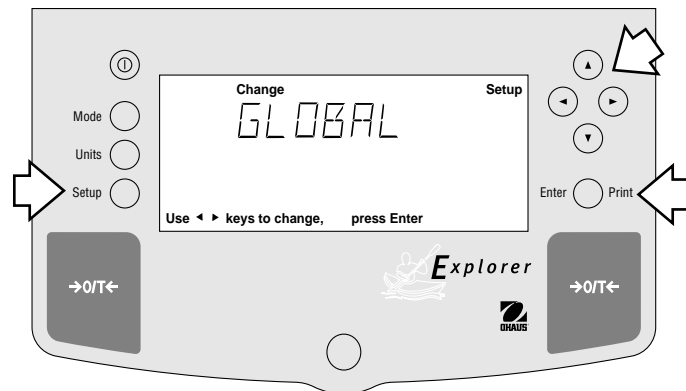 Change Setup
Mode
GLOBAL
Units
Setup
Enter Print
Use ◄ ► keys to change, press Enter
Explorer
→0/T← →0/T←
OHAUS